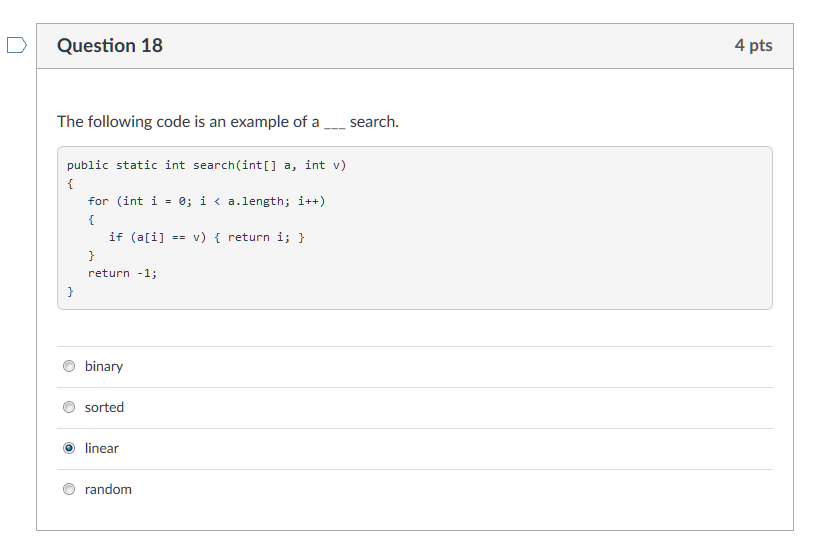 Question 18
4 pts
The following code is an example of a ___ search.
public static int search(int[] a, int v)
{
   for (int i = 0; i < a.length; i++)
   {
      if (a[i] == v) { return i; }
   }
   return -1;
}
binary
sorted
linear
random